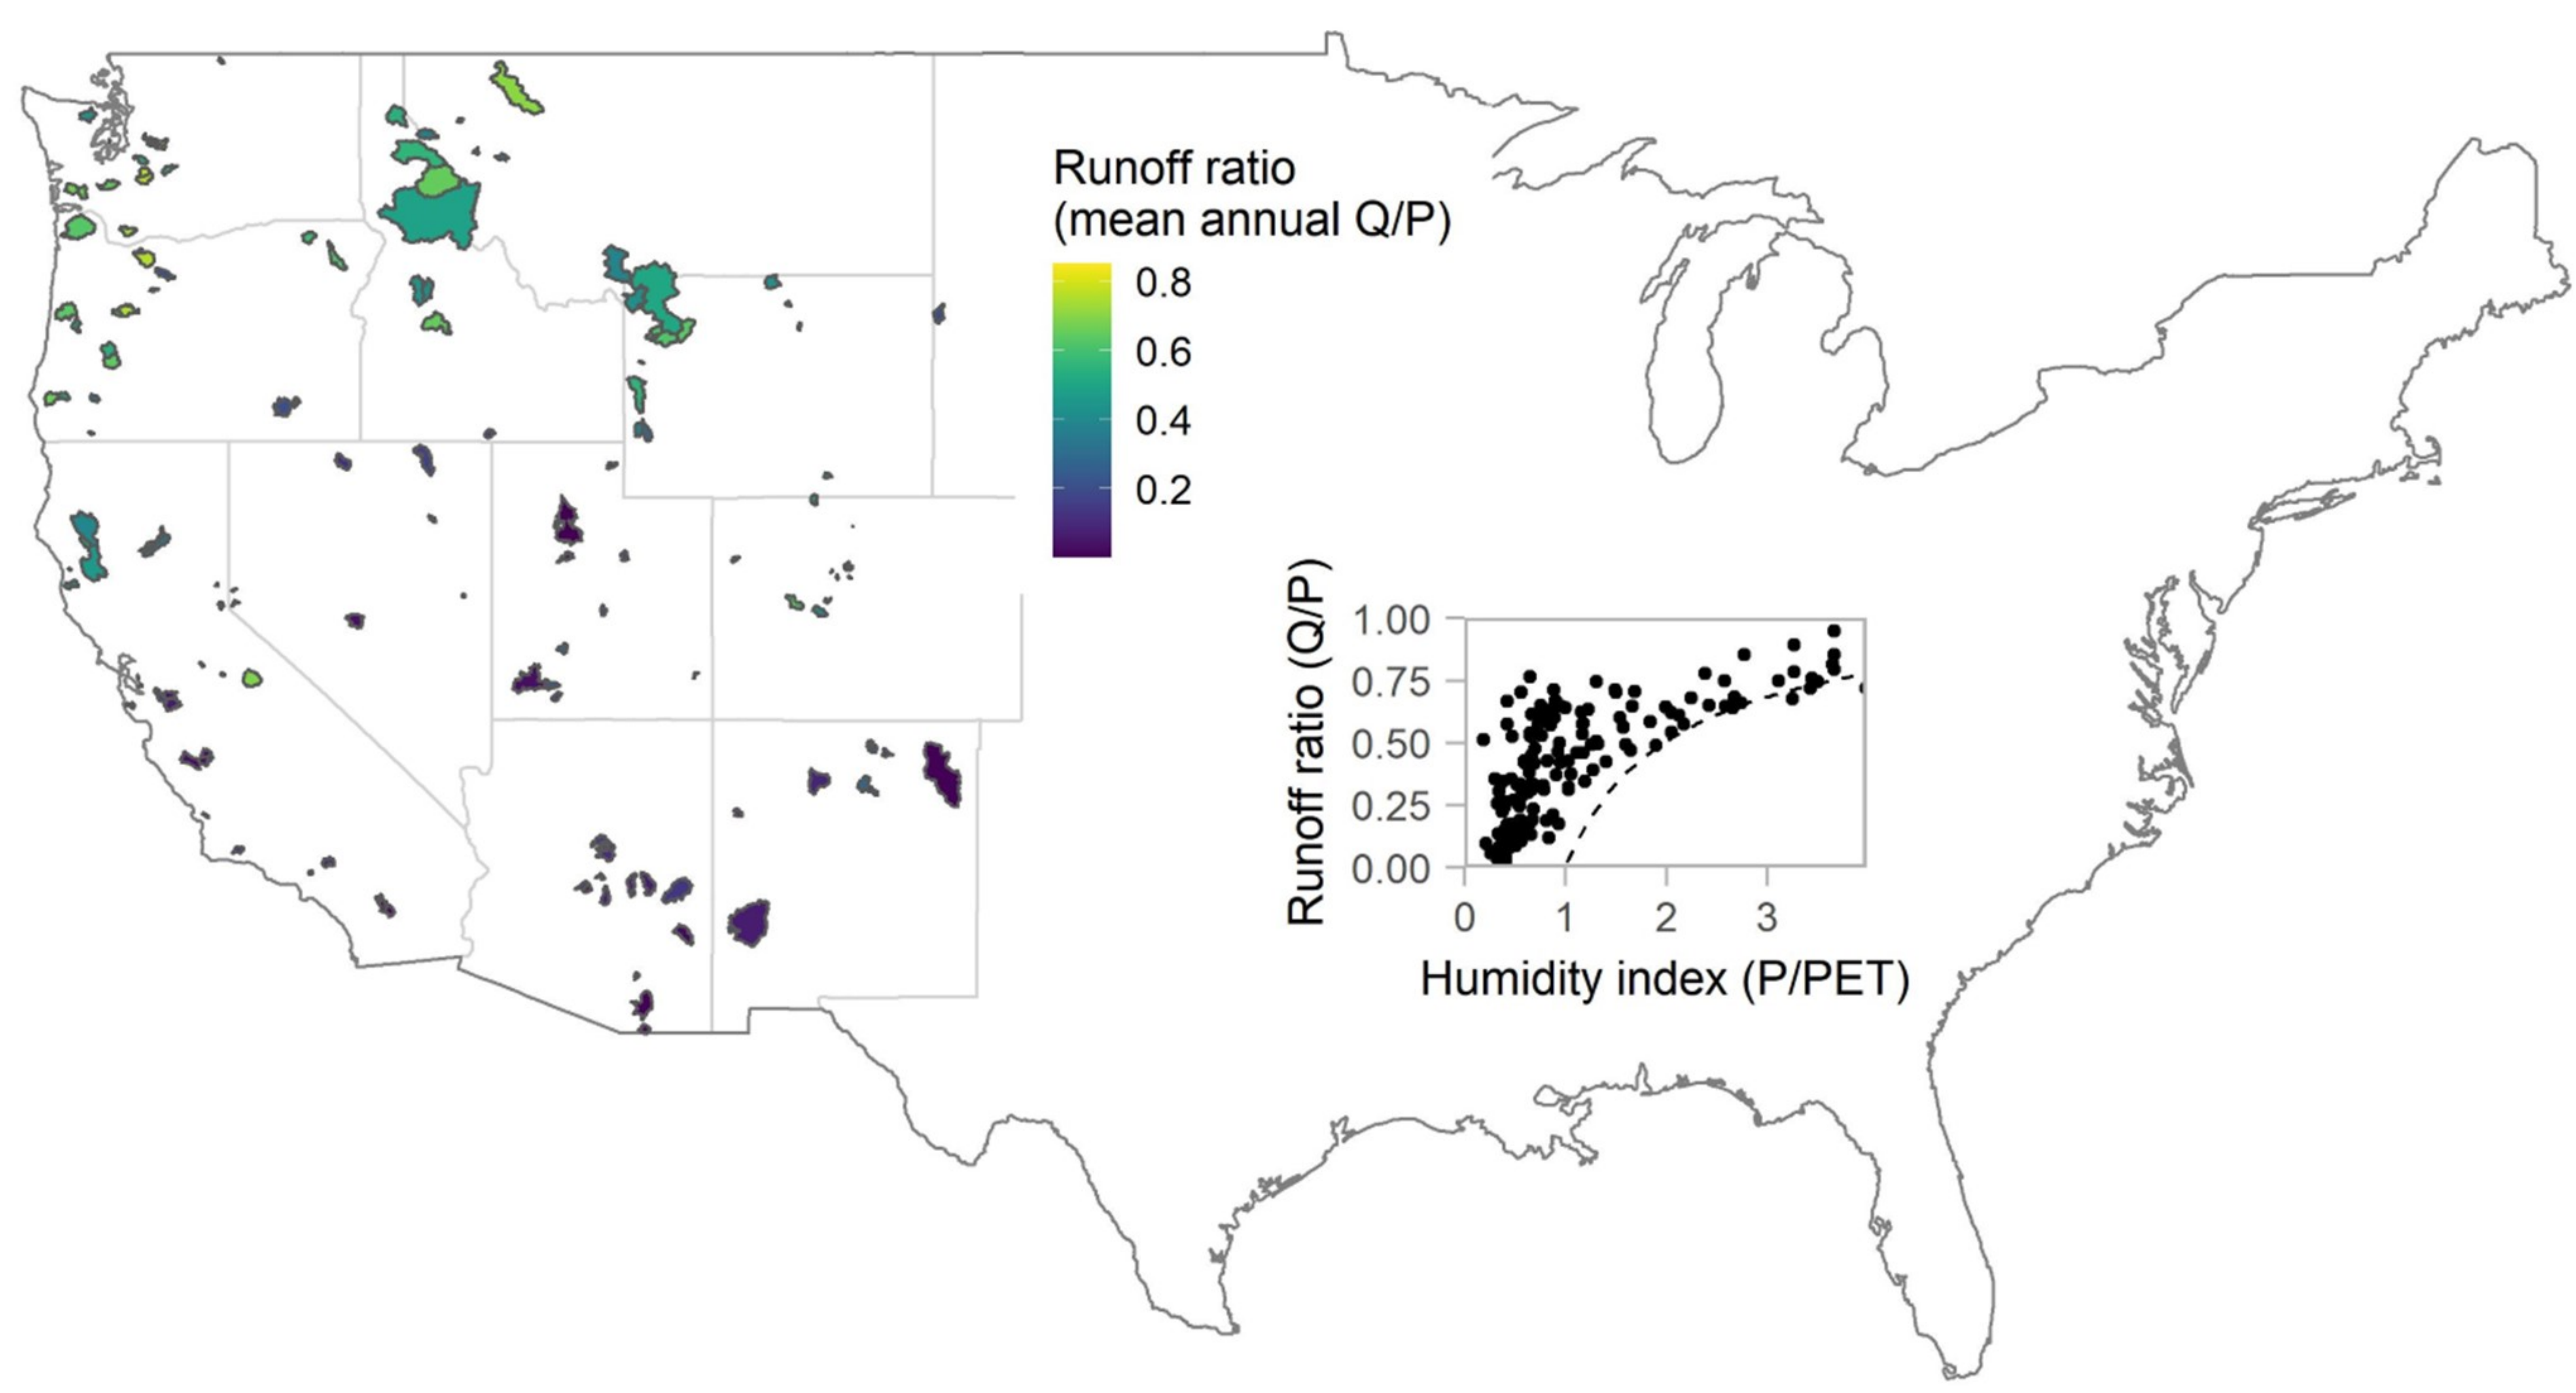 Runoff ratio
(mean annual Q/P)
0.8
0.6
0.4
0.2
Runoff ratio (Q/P)
1.00
0.75
0.50
0.25
0.00
0 1 2 3
Humidity index (P/PET)